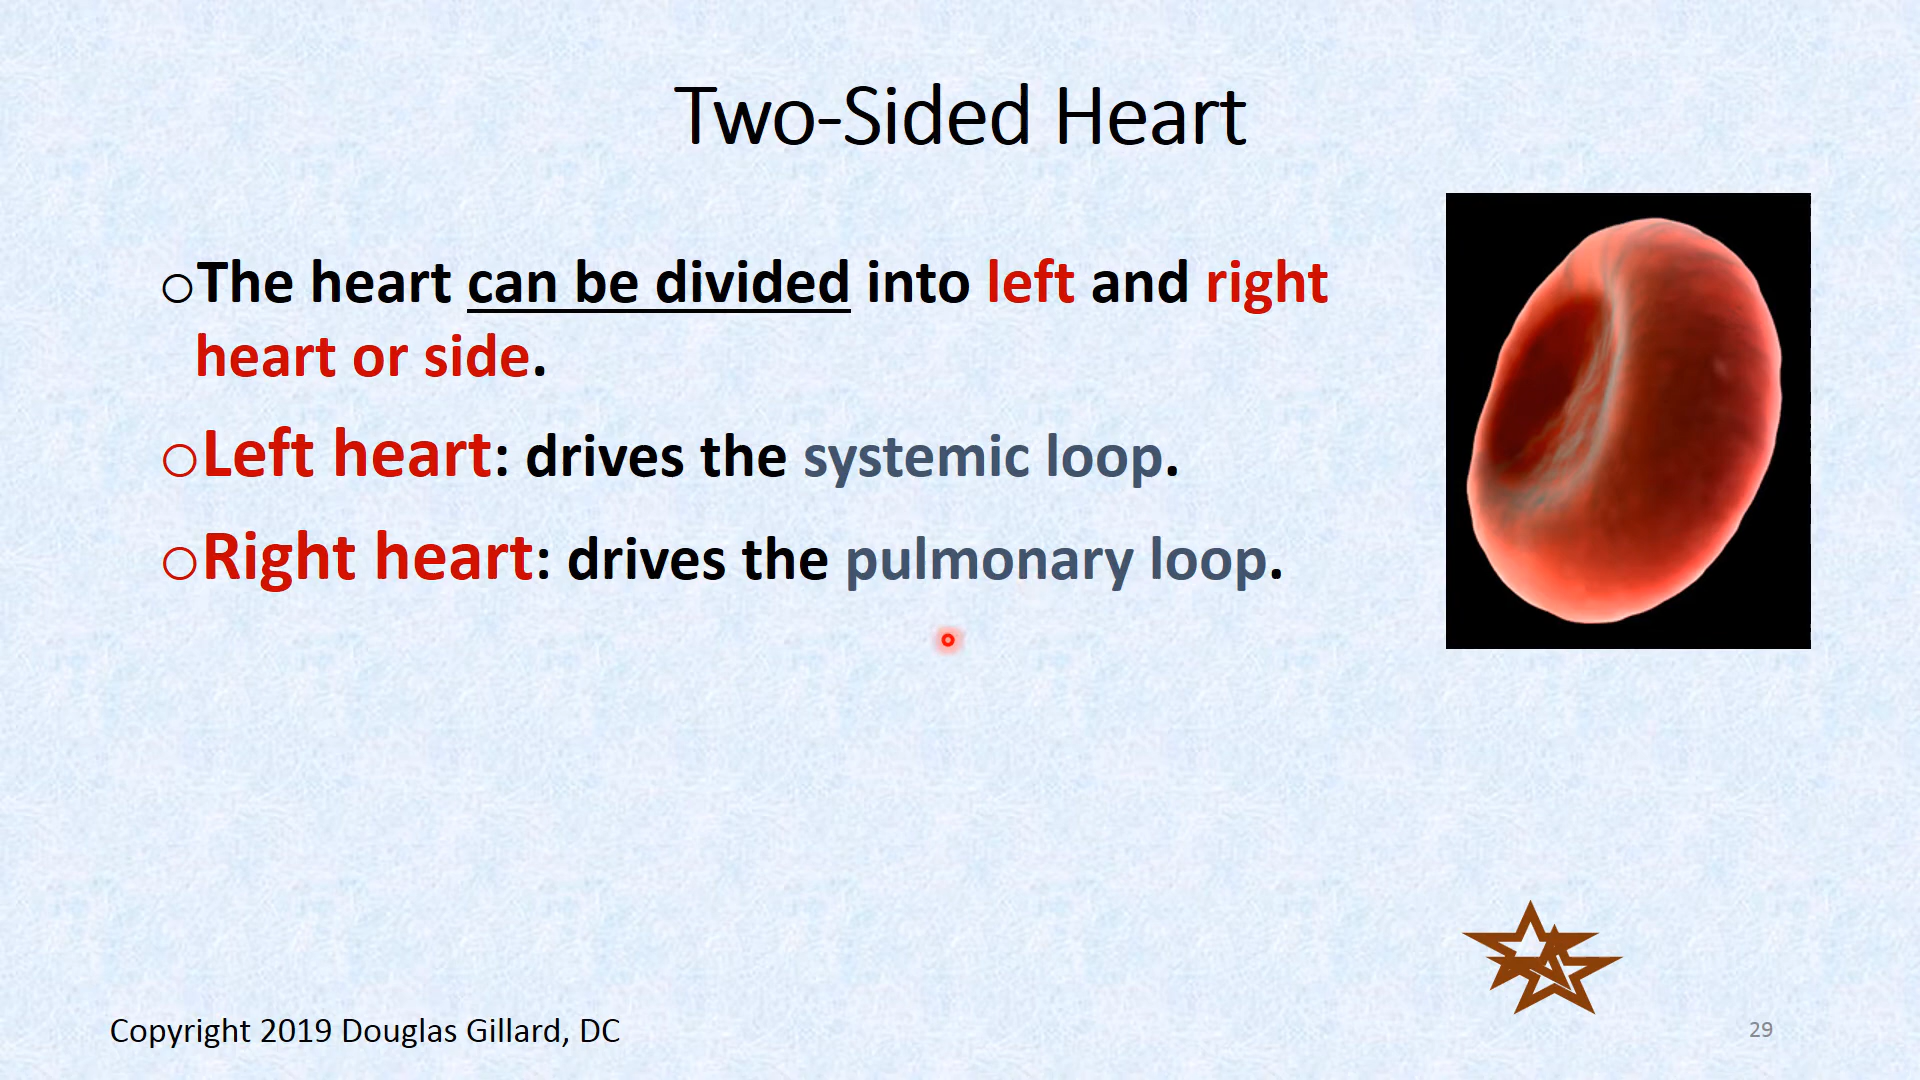 Two-Sided Heart
The heart can be divided into left and right
heart or side.
Left heart: drives the systemic loop.
Right heart: drives the pulmonary loop.
Copyright 2019 Douglas Gillard, DC
29